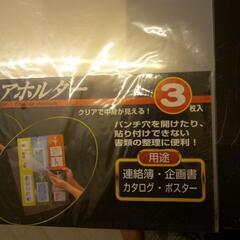 アホルダー
クリアで中身が見える!
3枚入
パンチ穴を開けたり、
貼り付けできない
書類の整理に便利!
用途
連絡簿・企画書
カタログ・ポスター